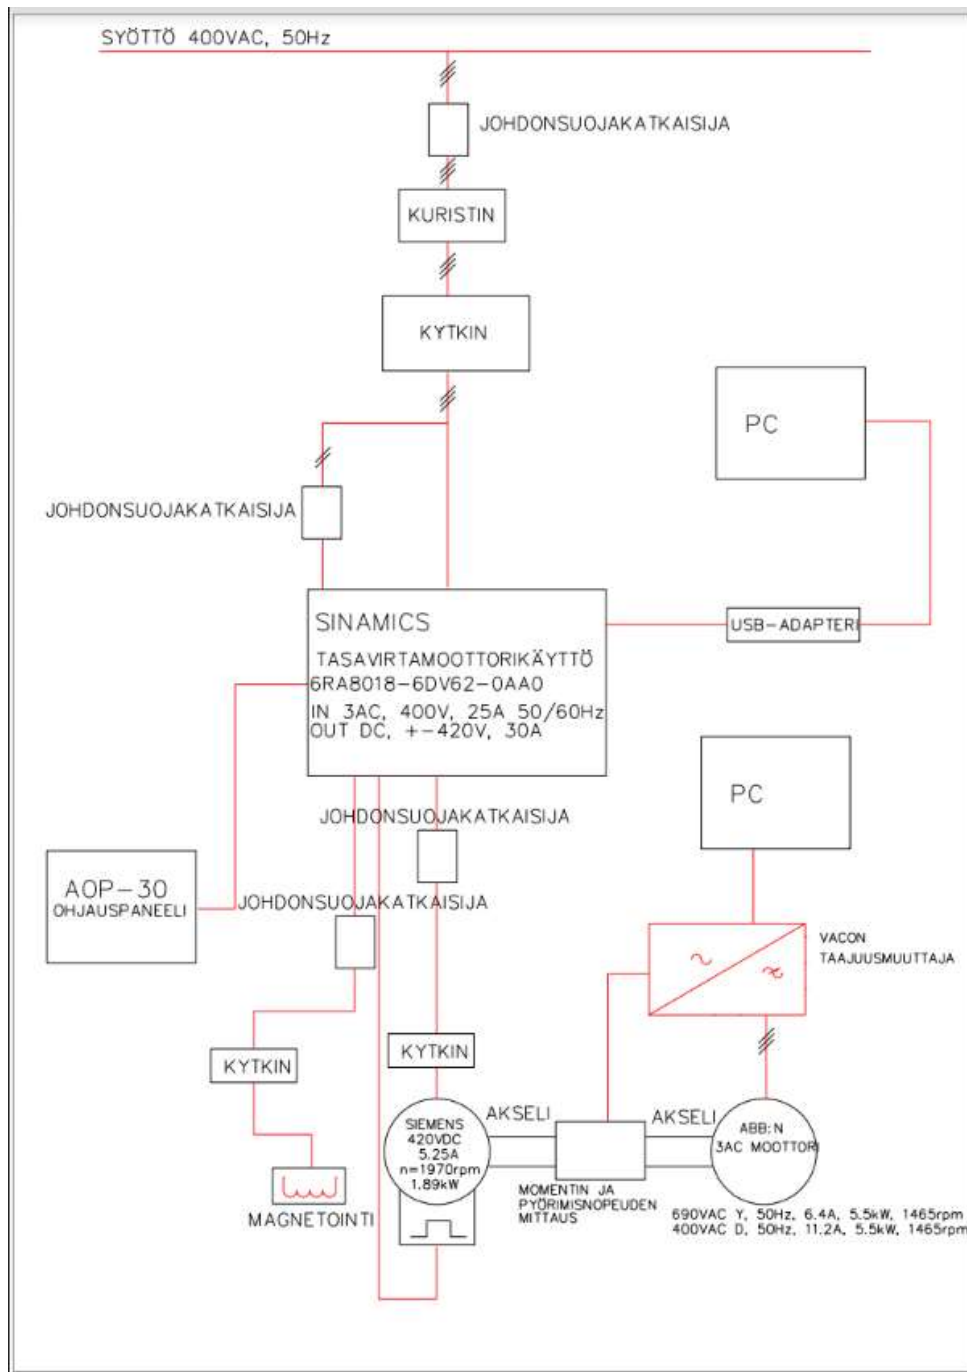 SYÖTTÖ 400VAC, 50Hz
JOHDONSUOJAKATKAISIJA
KURISTIN
KYTKIN
PC
JOHDONSUOJAKATKAISIJA
SINAMICS
TASAVIRTAMOOTTORIKÄYTTÖ
6RA8018-6DV62-0AA0
IN 3AC, 400V, 25A 50/60Hz
OUT DC, +-420V, 30A
USB-ADAPTERI
PC
JOHDONSUOJAKATKAISIJA
AOP-30
OHJAUSPANEELI
JOHDONSUOJAKATKAISIJA
VACON
TAAJUUSMUUTTAJA
KYTKIN
KYTKIN
SIEMENS
420VDC
5.25A
n=1970rpm
1.89kW
AKSELI
AKSELI
ABB:N
3AC MOOTTORI
MAGNETOINTI
MOMENTIN JA
PYÖRIMISNOPEUDEN
MITTAUS
690VAC Y, 50Hz, 6.4A, 5.5kW, 1465rpm
400VAC D, 50Hz, 11.2A, 5.5kW, 1465rpm